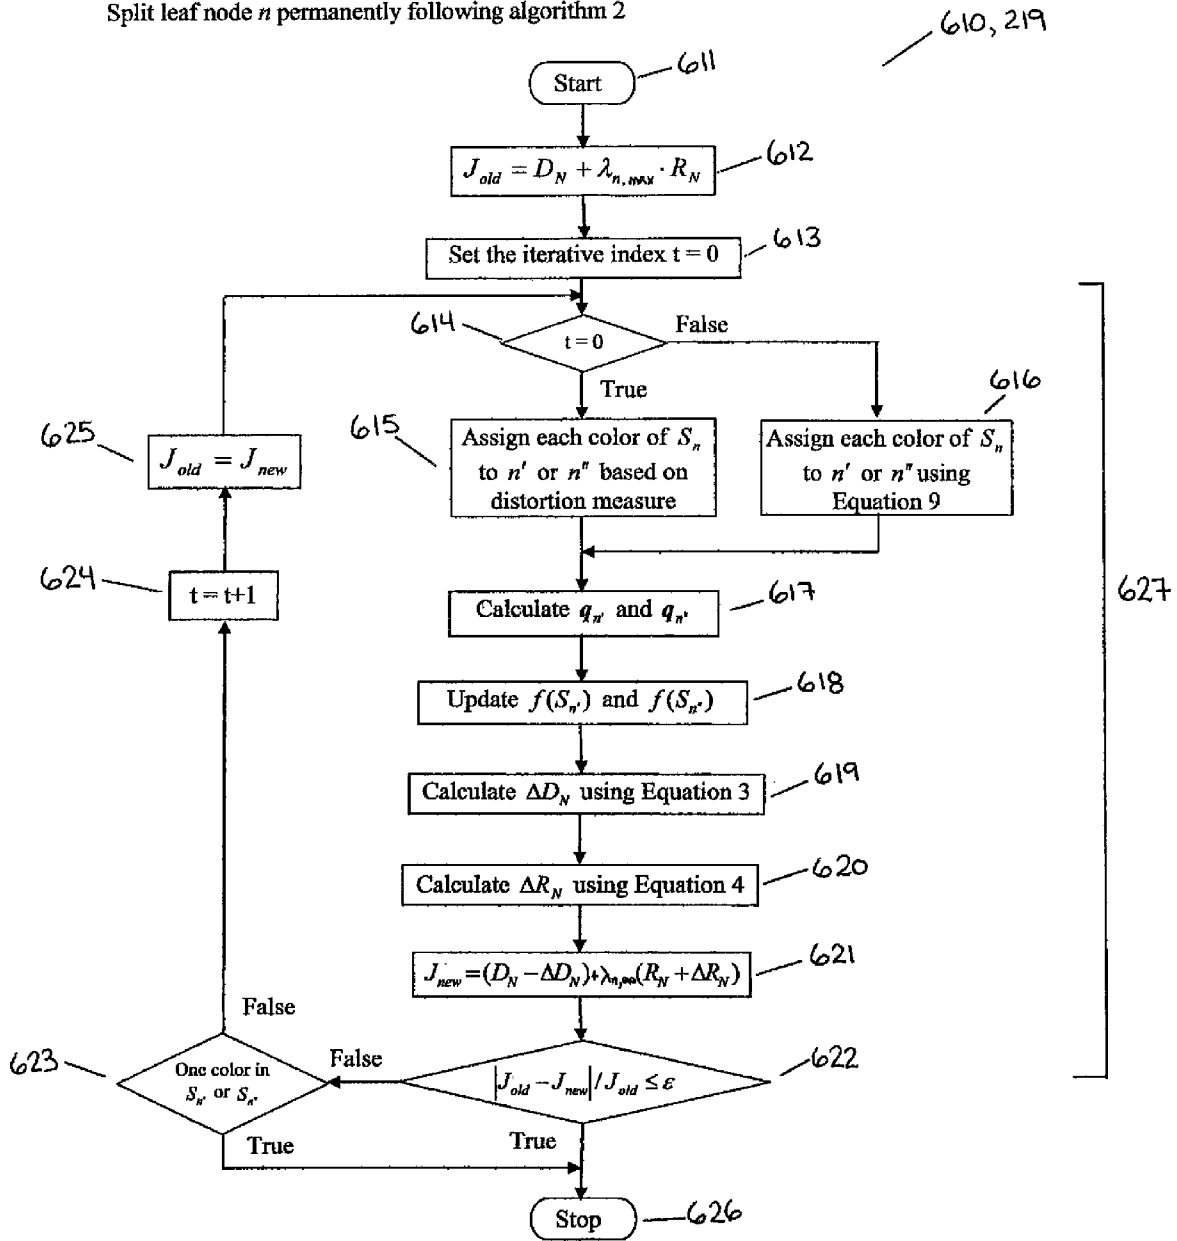 Split leaf node n permanently following algorithm 2
610, 219
Start
611
J_old = D_N + λ_n,max · R_N
612
Set the iterative index t = 0
613
614
t = 0
False
True
616
625
J_old = J_new
615
Assign each color of S_n
to n′ or n″ based on
distortion measure
Assign each color of S_n
to n′ or n″ using
Equation 9
624
t = t+1
Calculate q_n′ and q_n″
617
627
Update f(S_n′) and f(S_n″)
618
Calculate ΔD_N using Equation 3
619
Calculate ΔR_N using Equation 4
620
J_new = (D_N − ΔD_N) + λ_n, (R_N + ΔR_N)
621
False
623
One color in
S_n′ or S_n″
False
|J_old − J_new| / J_old ≤ ε
622
True
True
Stop
626